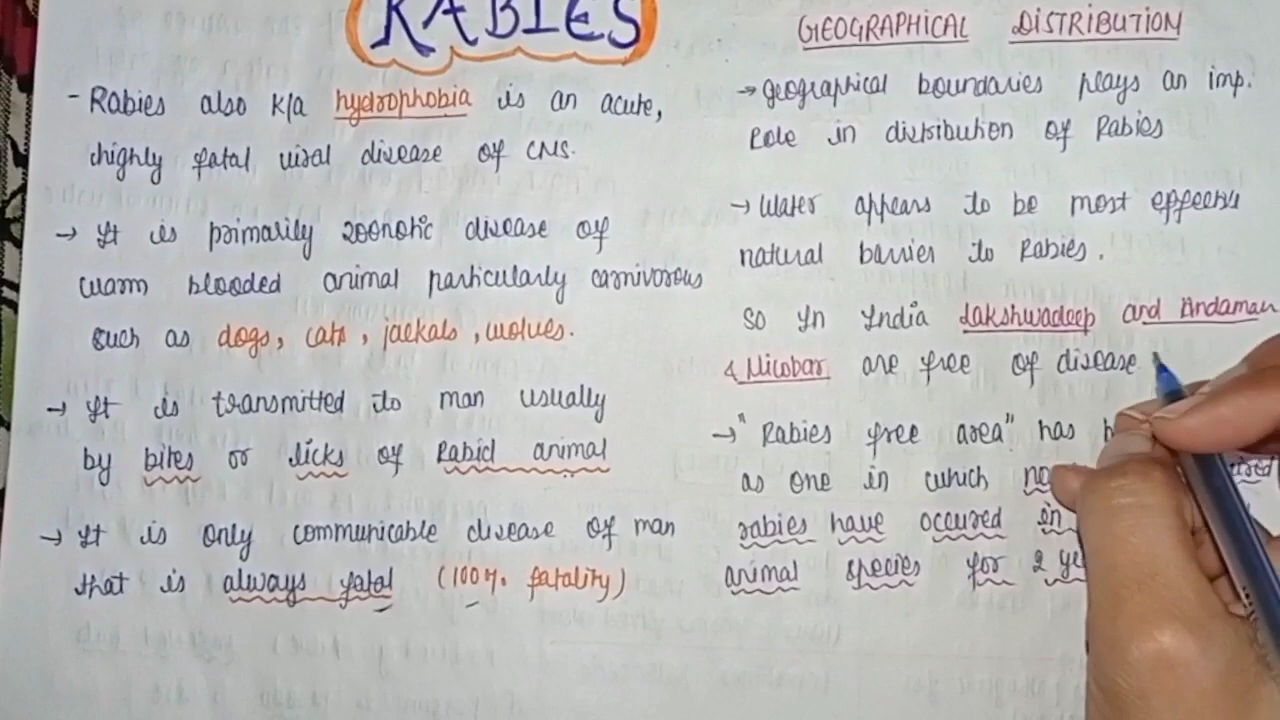 RABIES
- Rabies also K/a hydrophobia is an acute,
highly fatal viral disease of CNS.
→ It is primarily zoonotic disease of
warm blooded animal particularly carnivorous
such as dogs, cats, jackals, wolves.
→ It is transmitted to man usually
by bites or licks of Rabid animal
→ It is only communicable disease of man
that is always fatal (100% fatality)
GEOGRAPHICAL DISTRIBUTION
→ geographical boundaries plays an imp.
Role in distribution of Rabies
→ Water appears to be most effective
natural barrier to Rabies.
So In India Lakshwadeep and Andaman
& Nicobar are free of disease
→ "Rabies free area" has
as one in which no
rabies have occured in
animal species for 2